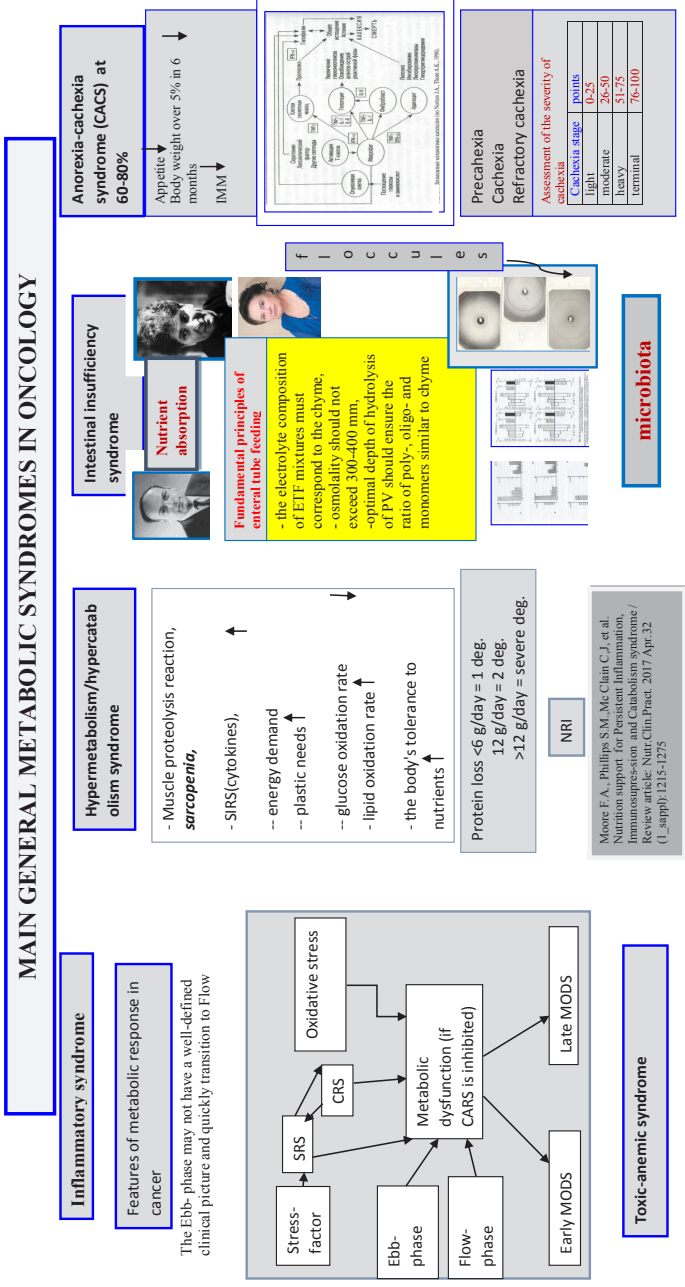 MAIN GENERAL METABOLIC SYNDROMES IN ONCOLOGY
Inflammatory syndrome
Features of metabolic response in
cancer
The Ebb- phase may not have a well-defined
clinical picture and quickly transition to Flow
Stress-
factor
SRS
CRS
Oxidative stress
Ebb-
phase
Flow-
phase
Metabolic
dysfunction (if
CARS is inhibited)
Early MODS
Late MODS
Toxic-anemic syndrome
Hypermetabolism/hypercatab
olism syndrome
- Muscle proteolysis reaction,
sarcopenia,
- SIRS(cytokines),
-- energy demand
-- plastic needs
-- glucose oxidation rate
- lipid oxidation rate
-- the body's tolerance to
nutrients
Protein loss <6 g/day = 1 deg.
12 g/day = 2 deg.
>12 g/day = severe deg.
NRI
Moore F.A., Phillips S.M.,Mc Clain C.J, et al.
Nutrition support for Persistent Inflammation,
Immunosupres-sion and Catabolism syndrome /
Review article: Nutr.Clin.Pract. 2017 Apr.32
(1_sappl): 1215-1275
Intestinal insufficiency
syndrome
Nutrient
absorption
Fundamental principles of
enteral tube feeding
- the electrolyte composition
of ETF mixtures must
correspond to the chyme,
- osmolality should not
exceed 300-400 mm,
-optimal depth of hydrolysis
of PV should ensure the
ratio of poly-, oligo- and
monomers similar to chyme
f l o c c u l e s
microbiota
Anorexia-cachexia
syndrome (CACS) at
60-80%
Appetite
Body weight over 5% in 6
months
IMM
Precahexia
Cachexia
Refractory cachexia
Assessment of the severity of
cachexia
Cachexia stage points
light 0-25
moderate 26-50
heavy 51-75
terminal 76-100